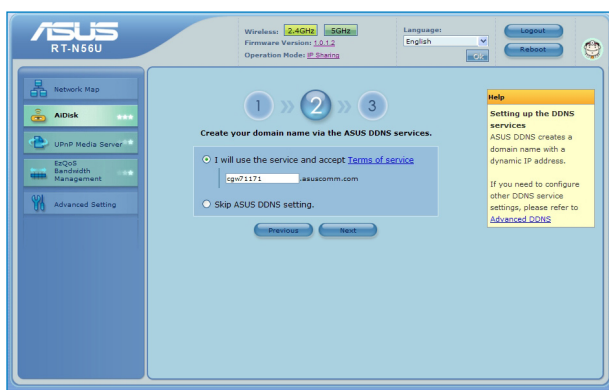 ASUS
RT-N56U
Wireless: 2.4GHz 5GHz
Firmware Version: 1.0.1.2
Operation Mode: IP Sharing
Language:
English
Logout
Reboot
Network Map
AiDisk
UPnP Media Server
EzQoS
Bandwidth
Management
Advanced Setting
1 » 2 » 3
Create your domain name via the ASUS DDNS services.
I will use the service and accept Terms of service
cgw71171 .asuscomm.com
Skip ASUS DDNS setting.
Previous Next
Help
Setting up the DDNS
services
ASUS DDNS creates a
domain name with a
dynamic IP address.
If you need to configure
other DDNS service
settings, please refer to
Advanced DDNS